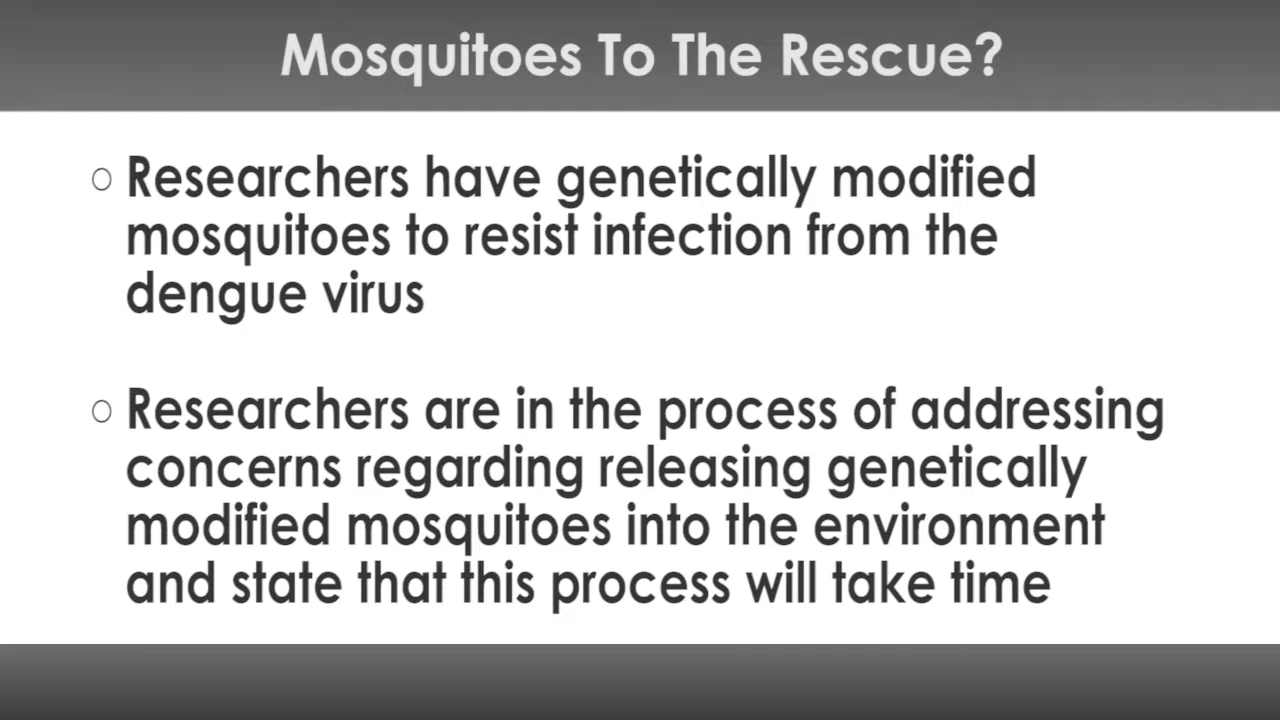 Mosquitoes To The Rescue?
Researchers have genetically modified
mosquitoes to resist infection from the
dengue virus
Researchers are in the process of addressing
concerns regarding releasing genetically
modified mosquitoes into the environment
and state that this process will take time